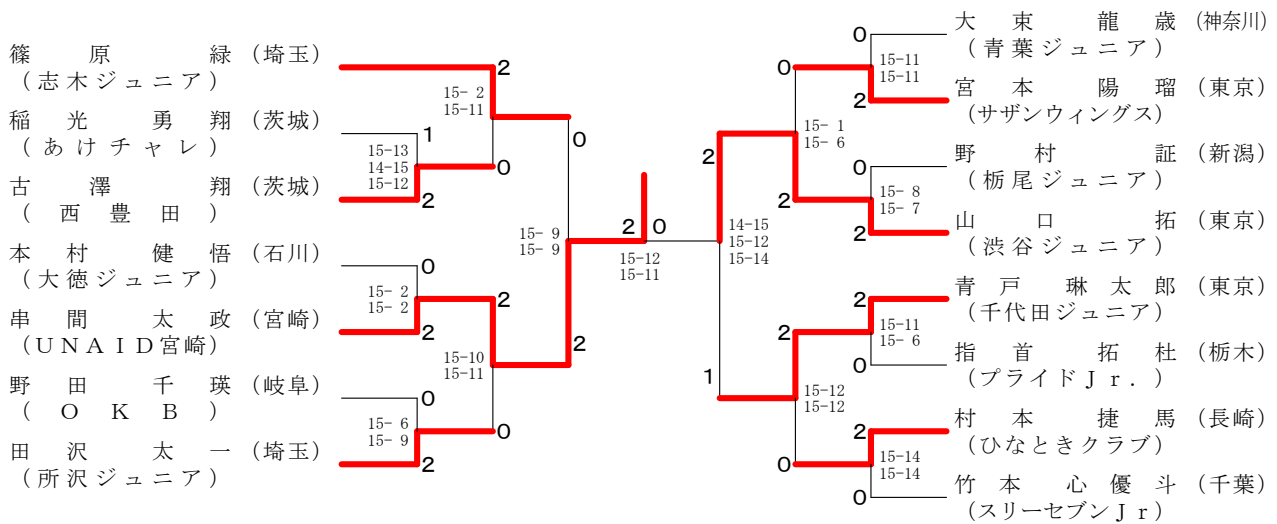 篠原 緑 (埼玉)
(志木ジュニア)
稲光 勇翔 (茨城)
(あけチャレ)
古澤 翔 (茨城)
(西豊田)
本村 健悟 (石川)
(大徳ジュニア)
串間 太政 (宮崎)
(UNAID宮崎)
野田 千瑛 (岐阜)
(OKB)
田沢 太一 (埼玉)
(所沢ジュニア)
2
15- 2
15-11
1
15-13
14-15
15-12
0
2
0
0
15- 2
15- 2
2
2
15-10
15-11
0
15- 6
15- 9
0
2
15- 9
15- 9
2
2 0
15-12
15-11
2
14-15
15-12
15-14
1
0
15- 1
15- 6
2
2
15-12
15-12
0
0
15-11
15-11
2
0
15- 8
15- 7
2
2
15-11
15- 6
0
2
15-14
15-14
0
大東 龍歳 (神奈川)
(青葉ジュニア)
宮本 陽瑠 (東京)
(サザンウィングス)
野村 証 (新潟)
(栃尾ジュニア)
山口 拓 (東京)
(渋谷ジュニア)
青戸 琳太郎 (東京)
(千代田ジュニア)
指首 拓杜 (栃木)
(プライドJr.)
村本 捷馬 (長崎)
(ひなときクラブ)
竹本 心優斗 (千葉)
(スリーセブンJr)